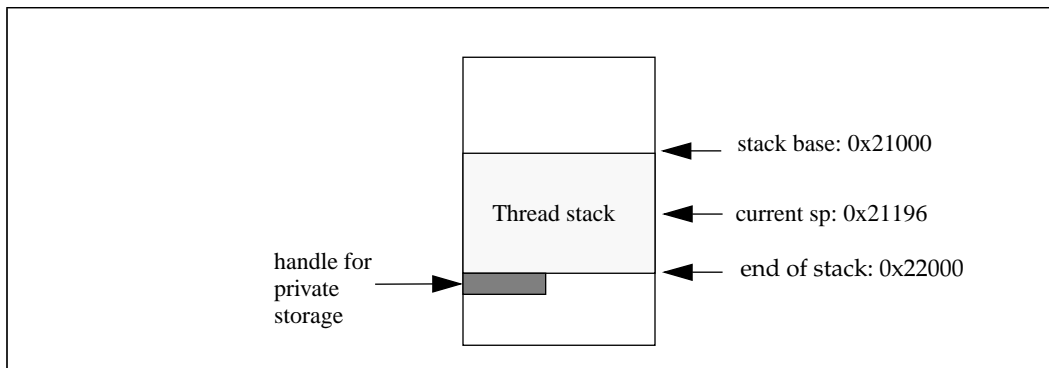 stack base: 0x21000
Thread stack
current sp: 0x21196
end of stack: 0x22000
handle for
private
storage